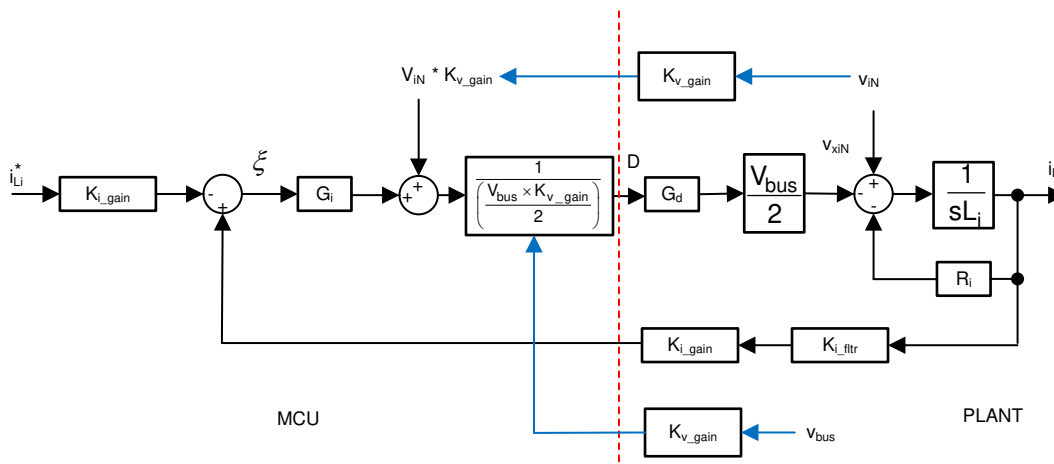 V_iN * K_v_gain
K_v_gain
v_iN
v_xiN
i*_Li
K_i_gain
-
+
ξ
G_i
+
+
1
(V_bus × K_v_gain
2)
D
G_d
V_bus
2
+
-
-
1
sL_i
R_i
K_i_gain
K_i_fltr
MCU
PLANT
K_v_gain
v_bus